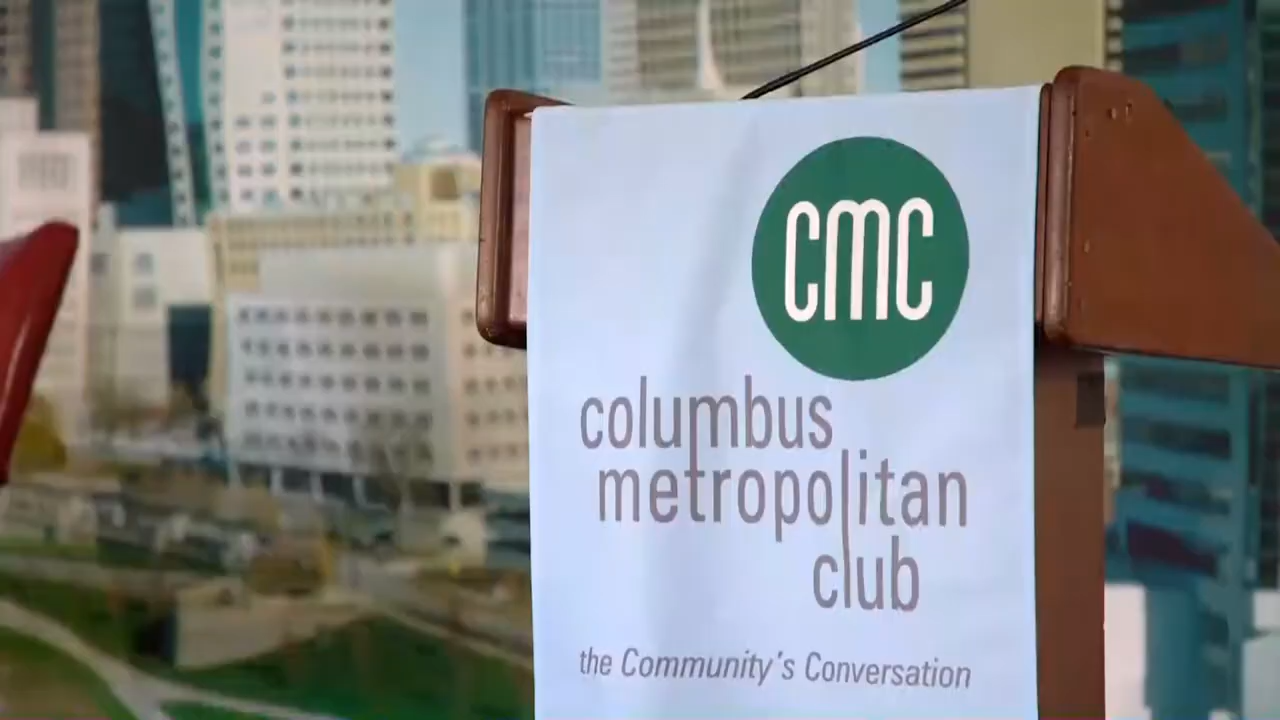 cmc
columbus
metropolitan
club
the Community's Conversation